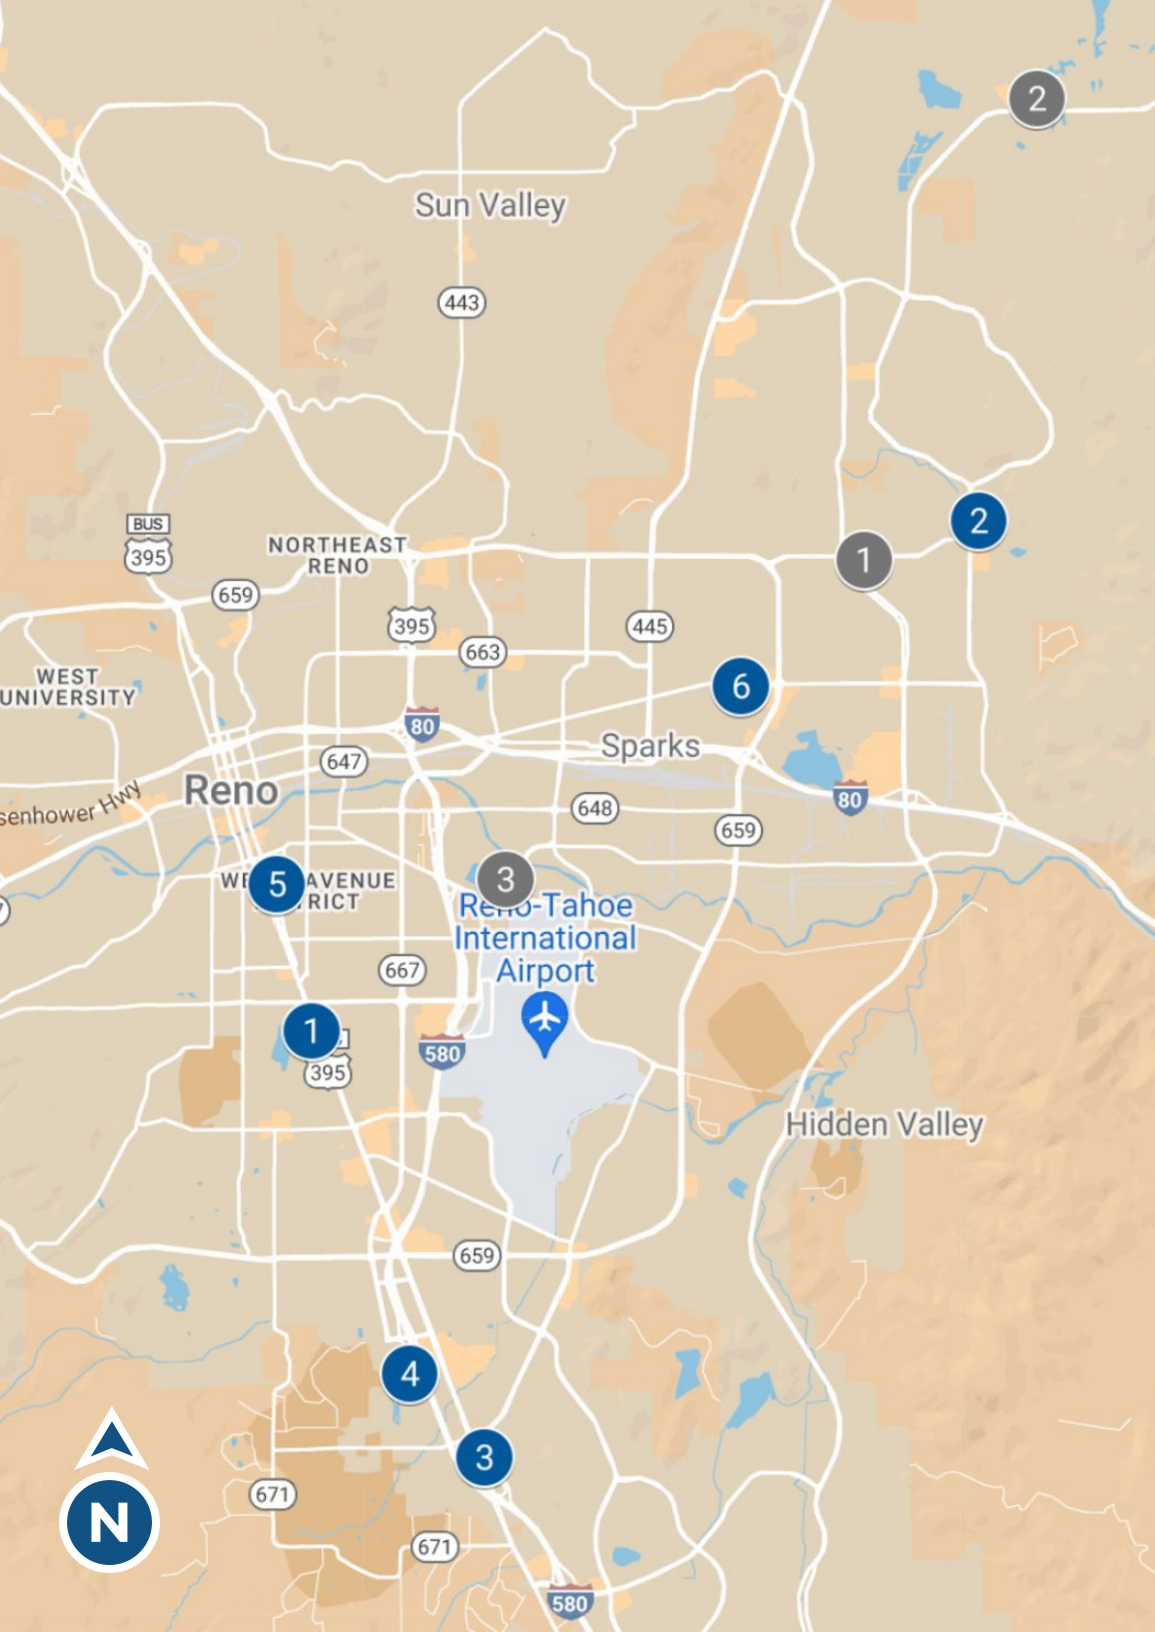 2
Sun Valley
443
2
BUS
395
NORTHEAST
RENO
1
659
395
445
663
WEST
UNIVERSITY
6
80
Sparks
647
Reno
senhower Hwy
80
648
659
5
AVENUE
3
Reno-Tahoe
International
Airport
667
1
580
395
Hidden Valley
659
4
3
671
N
671
580